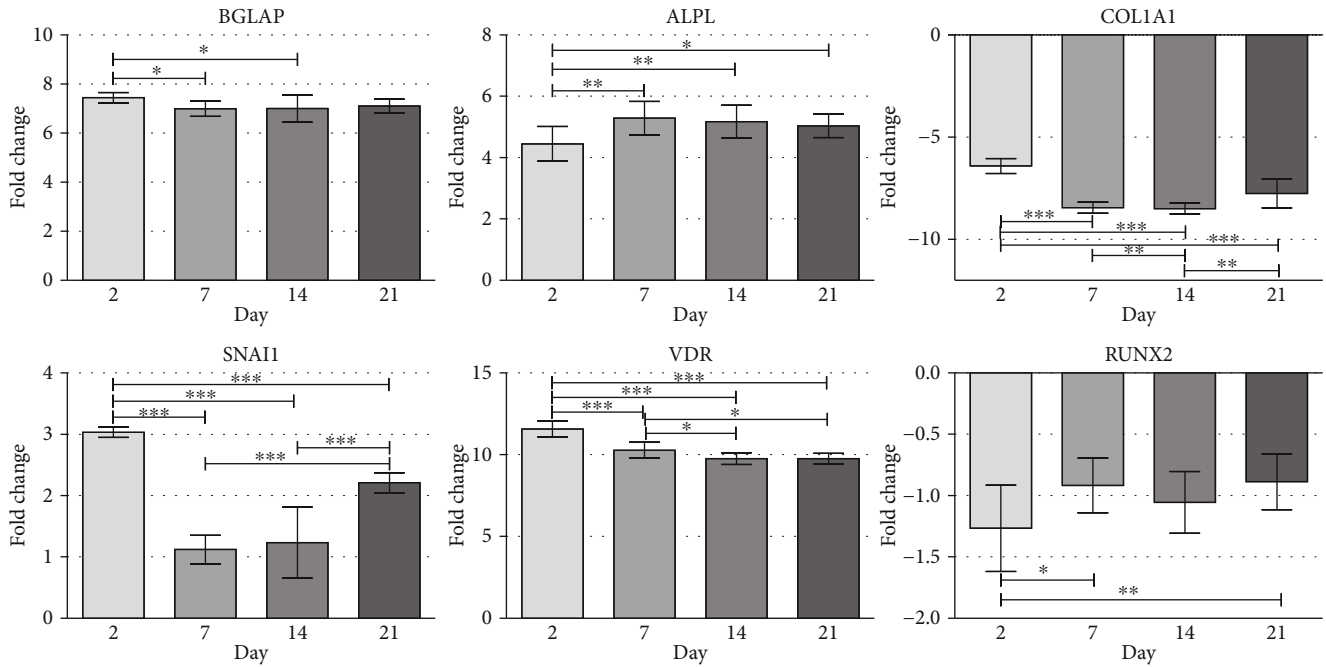 BGLAP
10
8
6
4
2
0
Fold change
*
*
2 7 14 21
Day
ALPL
8
6
4
2
0
Fold change
*
**
**
2 7 14 21
Day
COL1A1
0
−5
−10
Fold change
***
***
***
**
**
2 7 14 21
Day
SNAI1
4
3
2
1
0
Fold change
***
***
***
***
***
2 7 14 21
Day
VDR
15
10
5
0
Fold change
***
***
***
*
*
2 7 14 21
Day
RUNX2
0.0
−0.5
−1.0
−1.5
−2.0
Fold change
*
**
2 7 14 21
Day